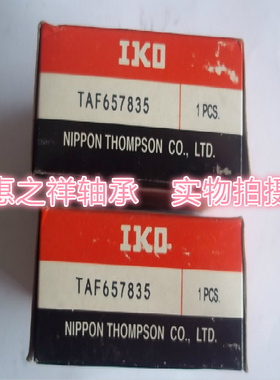 IKO
TAF657835 1 PCS.
NIPPON THOMPSON CO., LTD.
惠之祥轴承 实物拍摄
IKO
TAF657835 1 PCS.
NIPPON THOMPSON CO., LTD.